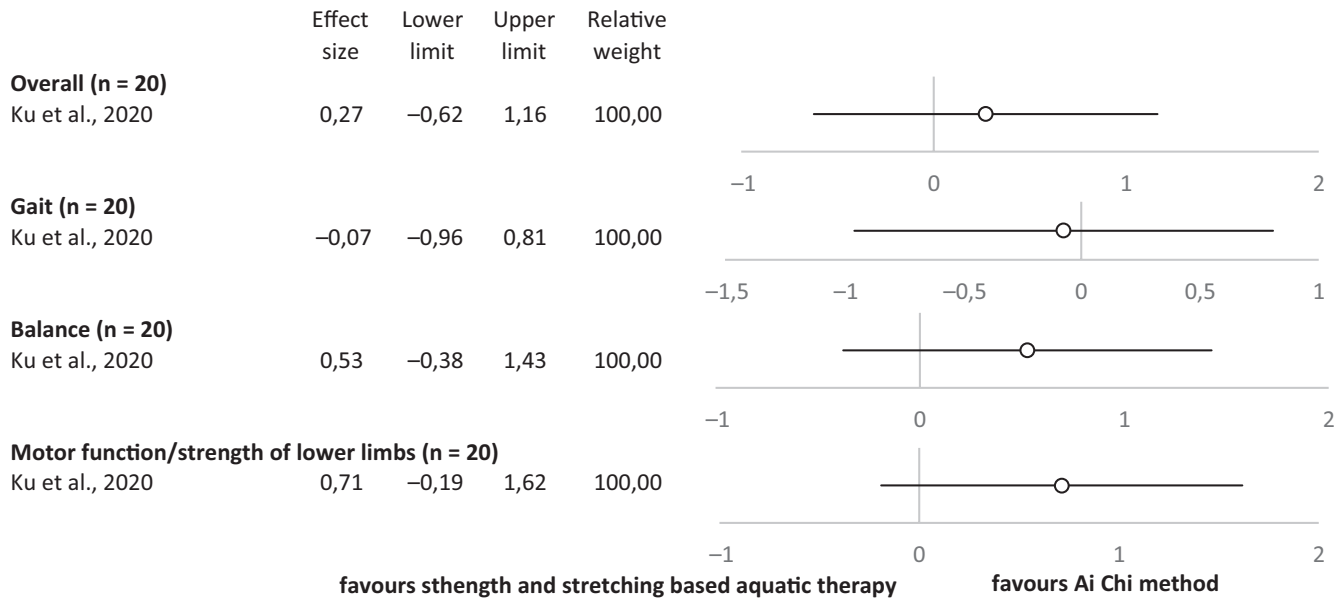 Effect Lower Upper Relative
size limit limit weight
Overall (n = 20)
Ku et al., 2020 0,27 –0,62 1,16 100,00
–1 0 1 2
Gait (n = 20)
Ku et al., 2020 –0,07 –0,96 0,81 100,00
–1,5 –1 –0,5 0 0,5 1
Balance (n = 20)
Ku et al., 2020 0,53 –0,38 1,43 100,00
–1 0 1 2
Motor function/strength of lower limbs (n = 20)
Ku et al., 2020 0,71 –0,19 1,62 100,00
–1 0 1 2
favours sthength and stretching based aquatic therapy favours Ai Chi method